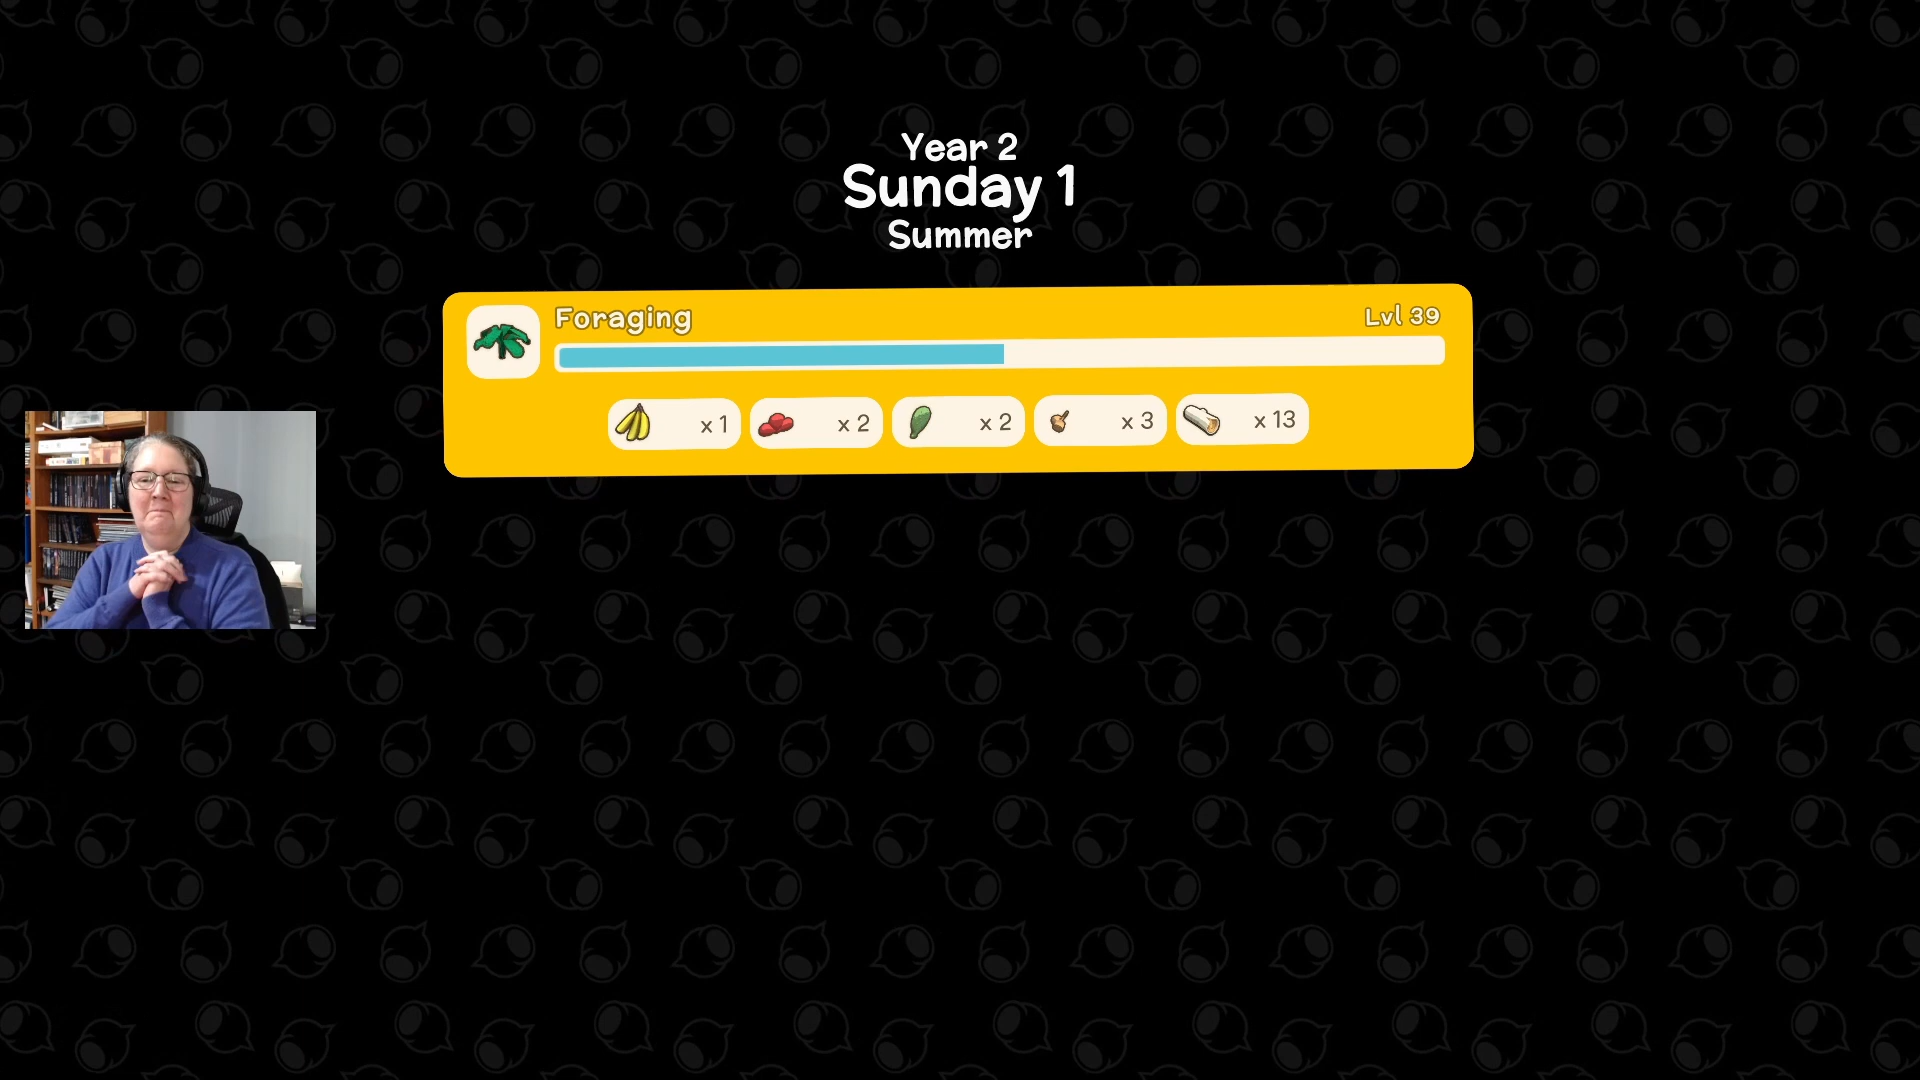 Year 2
Sunday 1
Summer
Foraging Lvl 39
x 1 x 2 x 2 x 3 x 13